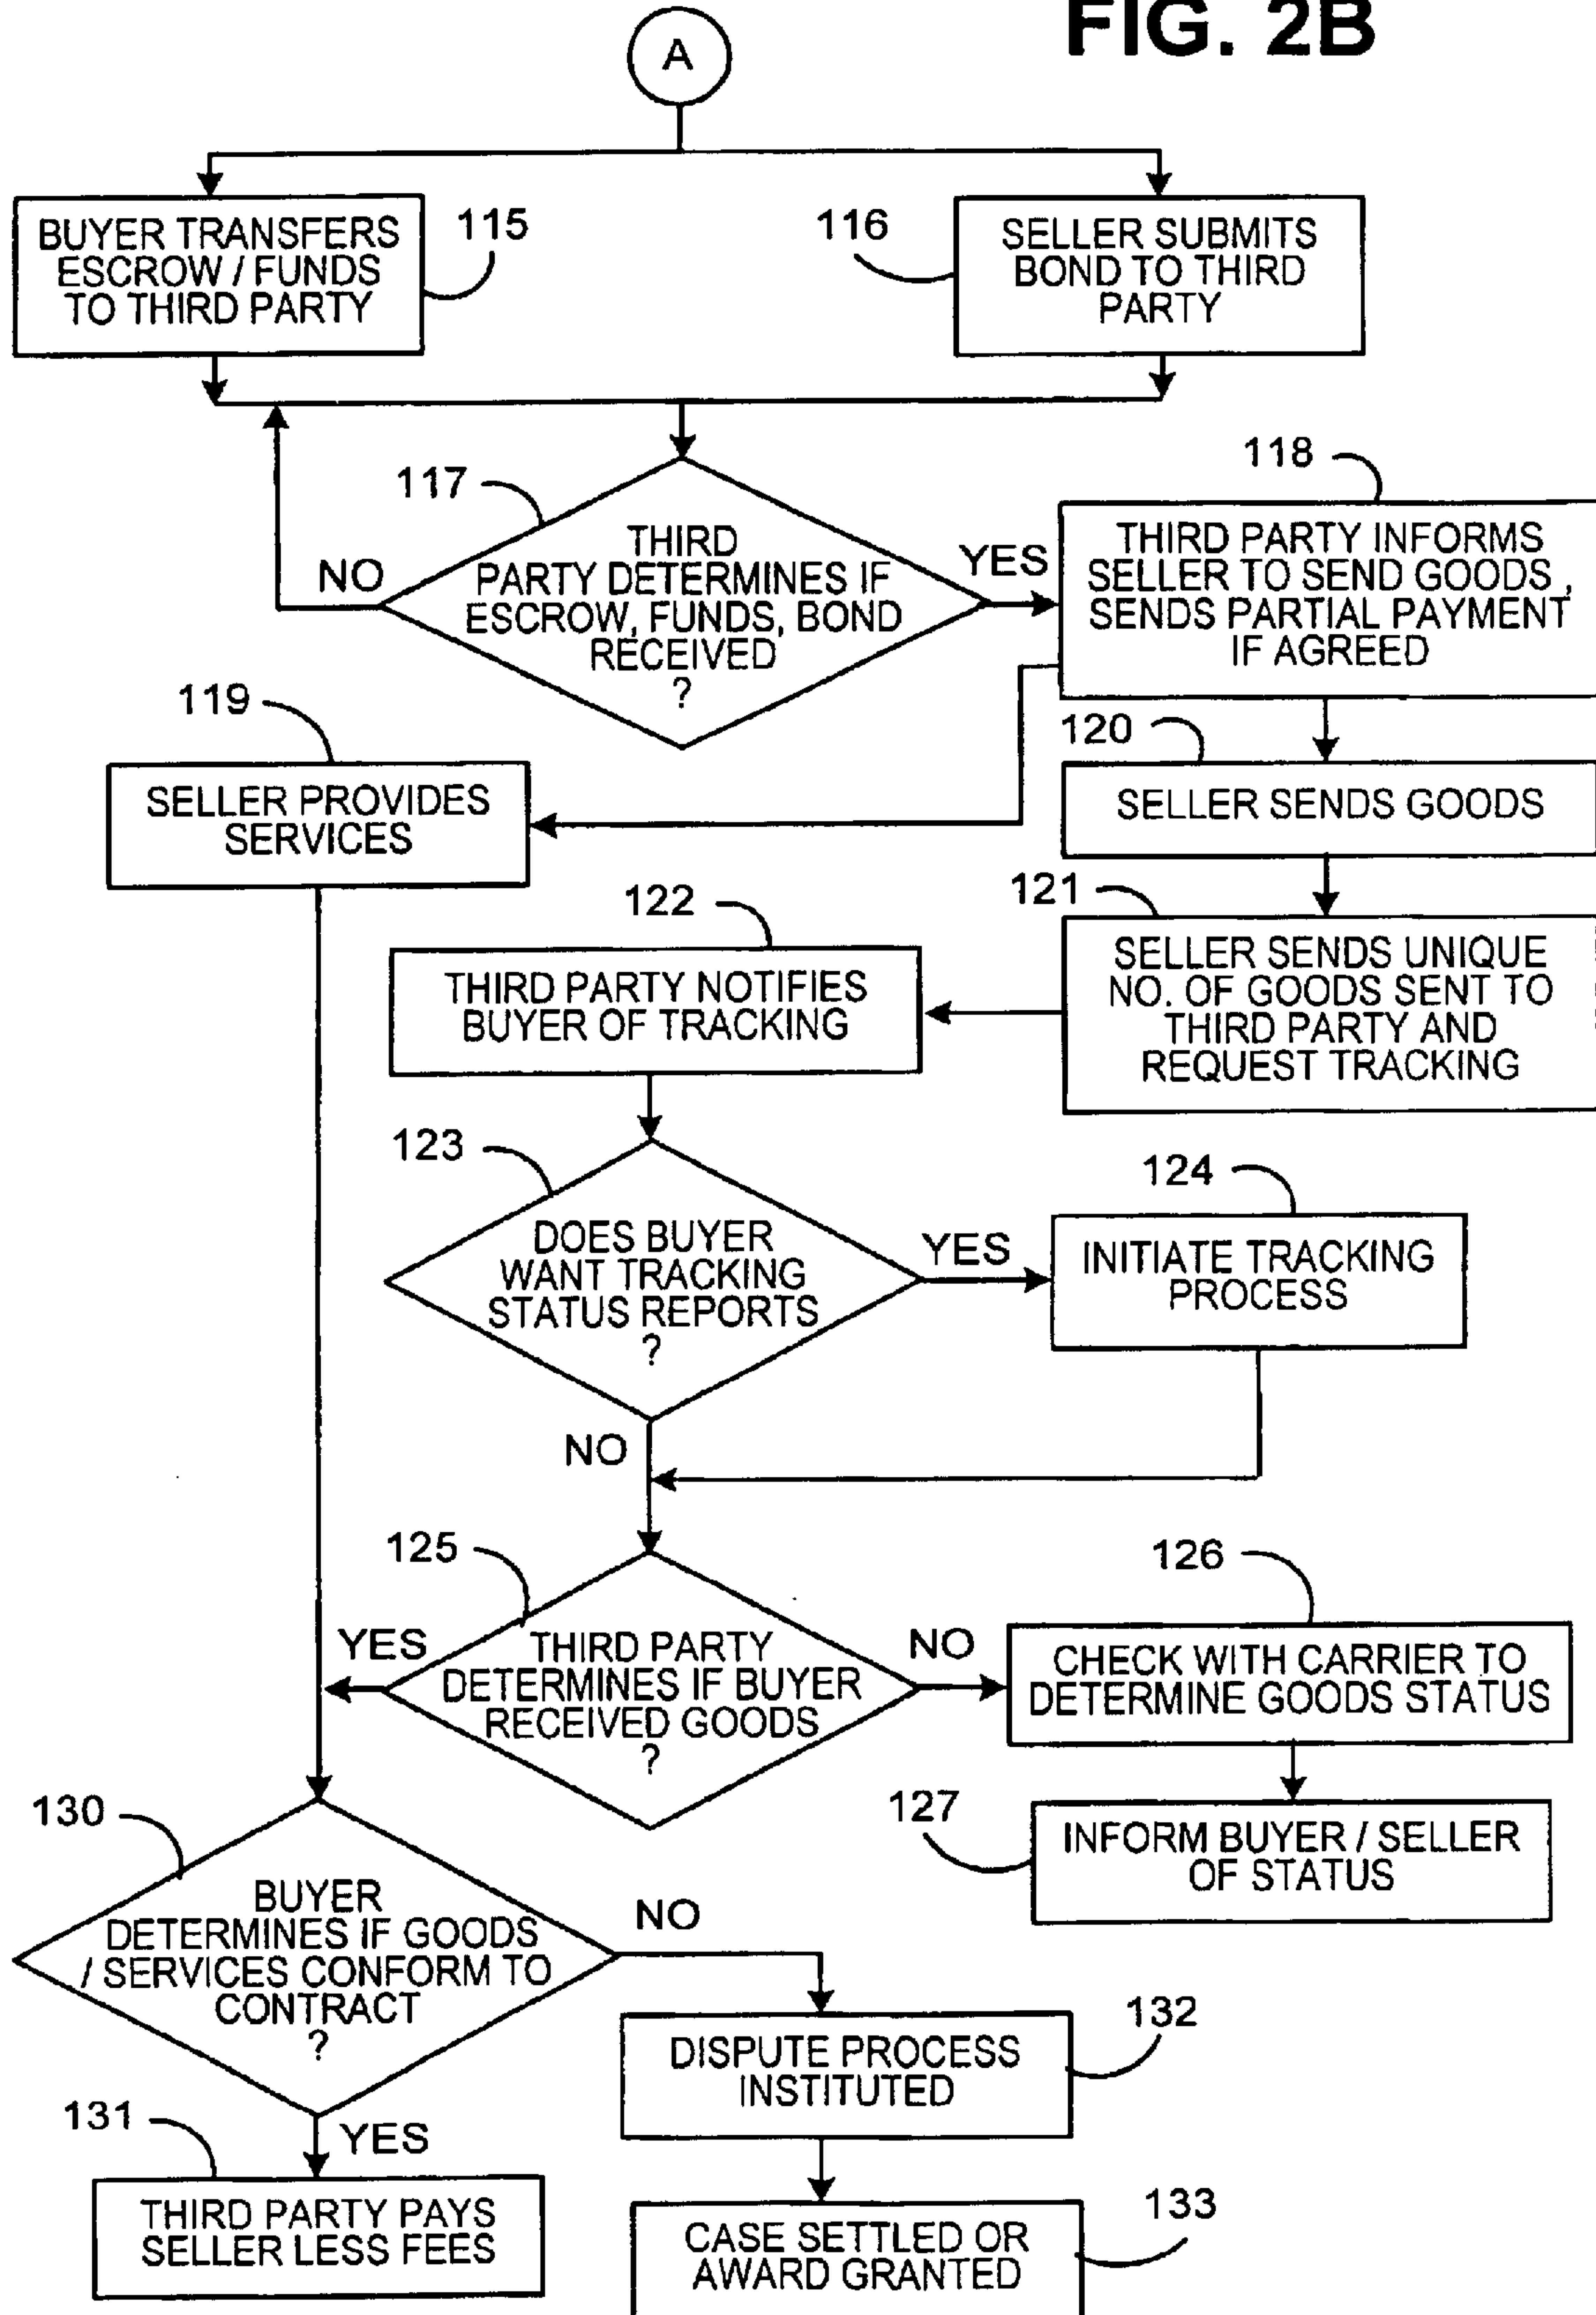 FIG. 2B
A
BUYER TRANSFERS
ESCROW / FUNDS
TO THIRD PARTY
115
116
SELLER SUBMITS
BOND TO THIRD
PARTY
117
THIRD
PARTY DETERMINES IF
ESCROW, FUNDS, BOND
RECEIVED
?
NO
YES
118
THIRD PARTY INFORMS
SELLER TO SEND GOODS ,
SENDS PARTIAL PAYMENT
IF AGREED
119
SELLER PROVIDES
SERVICES
120
SELLER SENDS GOODS
121
SELLER SENDS UNIQUE
NO. OF GOODS SENT TO
THIRD PARTY AND
REQUEST TRACKING
122
THIRD PARTY NOTIFIES
BUYER OF TRACKING
123
DOES BUYER
WANT TRACKING
STATUS REPORTS
?
YES
124
INITIATE TRACKING
PROCESS
NO
125
THIRD PARTY
DETERMINES IF BUYER
RECEIVED GOODS
?
YES
NO
126
CHECK WITH CARRIER TO
DETERMINE GOODS STATUS
127
INFORM BUYER / SELLER
OF STATUS
130
BUYER
DETERMINES IF GOODS
/ SERVICES CONFORM TO
CONTRACT
?
NO
132
DISPUTE PROCESS
INSTITUTED
131
YES
THIRD PARTY PAYS
SELLER LESS FEES
133
CASE SETTLED OR
AWARD GRANTED